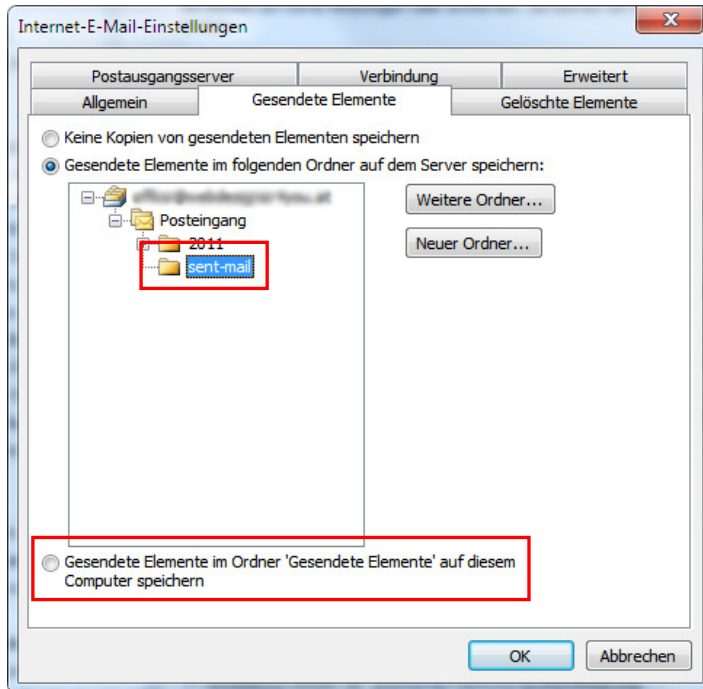 Internet-E-Mail-Einstellungen
Postausgangsserver Verbindung Erweitert
Allgemein Gesendete Elemente Gelöschte Elemente
Keine Kopien von gesendeten Elementen speichern
Gesendete Elemente im folgenden Ordner auf dem Server speichern:
Weitere Ordner...
Posteingang
2011
Neuer Ordner...
sent-mail
Gesendete Elemente im Ordner 'Gesendete Elemente' auf diesem
Computer speichern
OK Abbrechen